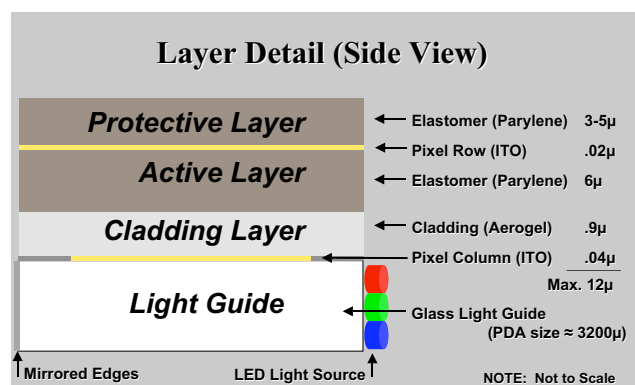 Layer Detail (Side View)
Protective Layer
Elastomer (Parylene) 3-5µ
Pixel Row (ITO) .02µ
Active Layer
Elastomer (Parylene) 6µ
Cladding Layer
Cladding (Aerogel) .9µ
Pixel Column (ITO) .04µ
Max. 12µ
Light Guide
Glass Light Guide
(PDA size ≈ 3200µ)
Mirrored Edges
LED Light Source
NOTE: Not to Scale